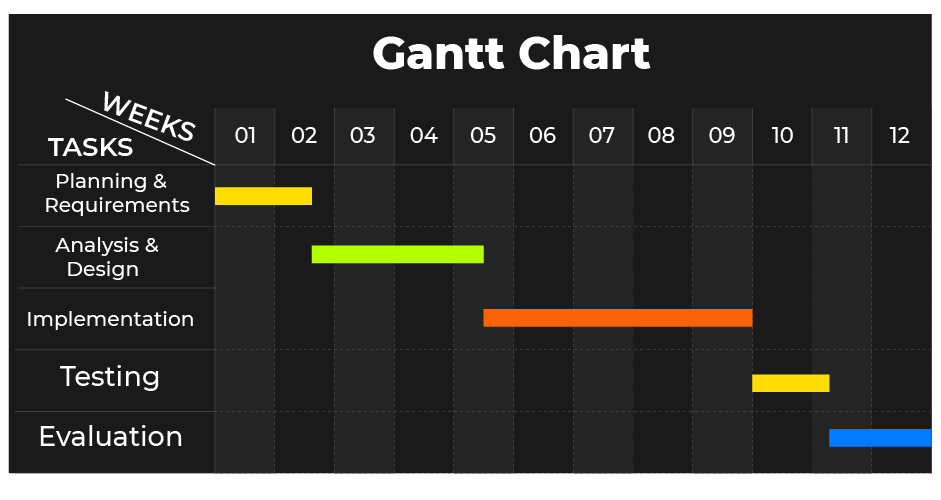 Gantt Chart
WEEKS
TASKS
01 02 03 04 05 06 07 08 09 10 11 12
Planning &
Requirements
Analysis &
Design
Implementation
Testing
Evaluation